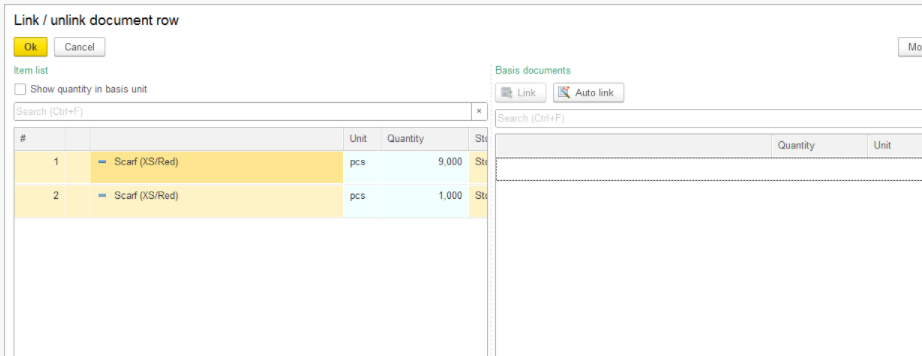 Link / unlink document row
Ok Cancel Mo
Item list
Show quantity in basis unit
Search (Ctrl+F) ×
# Unit Quantity Sto
1 Scarf (XS/Red) pcs 9,000 Sto
2 Scarf (XS/Red) pcs 1,000 Sto
Basis documents
Link Auto link
Search (Ctrl+F)
Quantity Unit